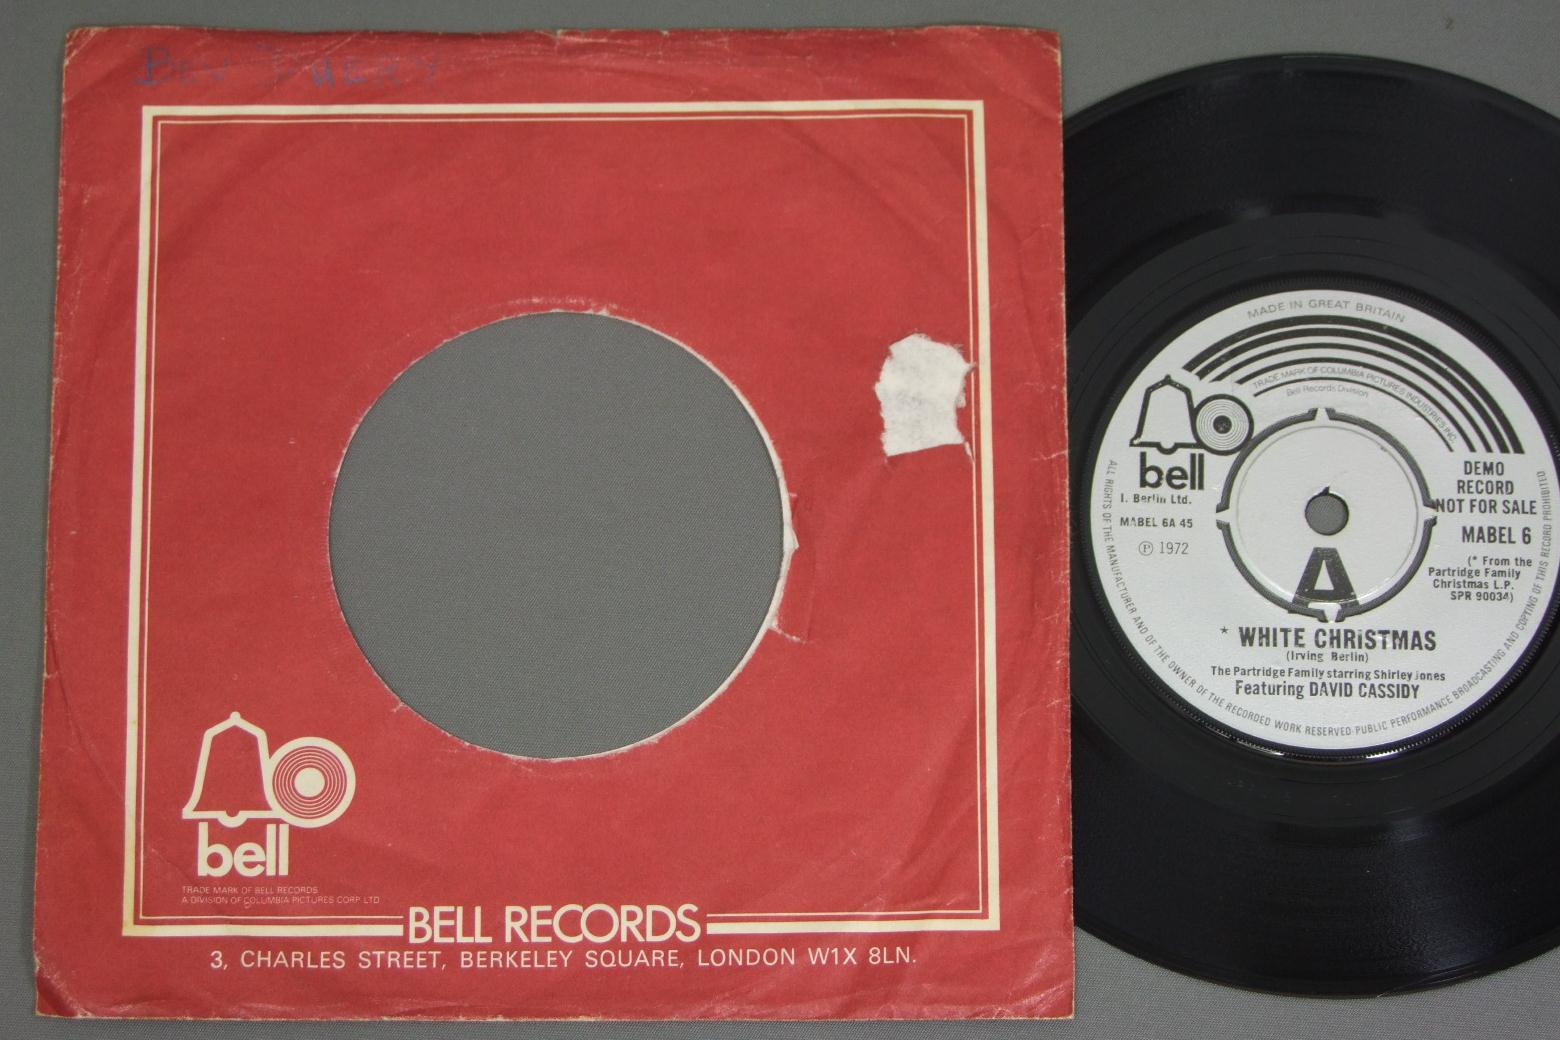 bell
TRADE MARK OF BELL RECORDS
A DIVISION OF COLUMBIA PICTURES CORP LTD
BELL RECORDS
3, CHARLES STREET, BERKELEY SQUARE, LONDON W1X 8LN.
MADE IN GREAT BRITAIN
TRADE MARK OF COLUMBIA PICTURES INDUSTRIES INC.
Bell Records Division
bell
I. Berlin Ltd.
MABEL 6A 45
Ⓟ 1972
DEMO
RECORD
NOT FOR SALE
MABEL 6
(* From the
Partridge Family
Christmas L.P.
SPR 90034)
A
* WHITE CHRISTMAS
(Irving Berlin)
The Partridge Family starring Shirley Jones
Featuring DAVID CASSIDY
ALL RIGHTS OF THE MANUFACTURER AND OF THE OWNER OF THE RECORDED WORK RESERVED·PUBLIC PERFORMANCE BROADCASTING AND COPYING OF THIS RECORD PROHIBITED